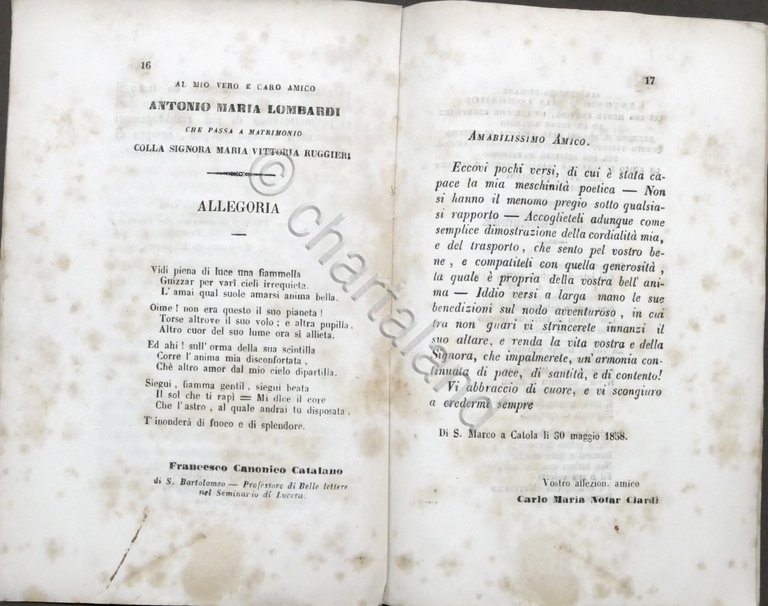 16
AL MIO VERO E CARO AMICO
ANTONIO MARIA LOMBARDI
CHE PASSA A MATRIMONIO
COLLA SIGNORA MARIA VITTORIA RUGGIERI
ALLEGORIA
Vidi piena di luce una fiammella
Guizzar per varî cieli irrequieta.
L'amai qual suole amarsi anima bella.
Oimè! non era questo il suo pianeta!
Torse altrove il suo volo; e altra pupilla,
Altro cuor del suo lume ora si allieta.
Ed ahi! sull'orma della sua scintilla
Corre l'anima mia disconfortata,
Chè altro amor dal mio cielo dipartilla.
Siegui, fiamma gentil, siegui beata
Il sol che ti rapì = Mi dice il core
Che l'astro, al quale andrai tu disposata,
T'inonderà di fuoco e di splendore.
Francesco Canonico Catalano
di S. Bartolomeo — Professore di Belle lettere
nel Seminario di Lucera.
17
AMABILISSIMO AMICO.
Eccovi pochi versi, di cui è stata ca-
pace la mia meschinità poetica — Non
si hanno il menomo pregio sotto qualsia-
si rapporto — Accoglieteli adunque come
semplice dimostrazione della cordialità mia,
e del trasporto, che sento pel vostro be-
ne, e compatiteli con quella generosità,
la quale è propria della vostra bell'ani-
ma — Iddio versi a larga mano le sue
benedizioni sul nodo avventuroso, in cui
tra non guari vi strincerete innanzi il
suo altare, e renda la vita vostra e della
Signora, che impalmerete, un'armonia con-
tinuata di pace, di santità, e di contento!
Vi abbraccio di cuore, e vi scongiuro
a credermi sempre
Di S. Marco a Catola li 30 maggio 1858.
Vostro affezion. amico
Carlo Maria Notar Ciardi
© chartaland